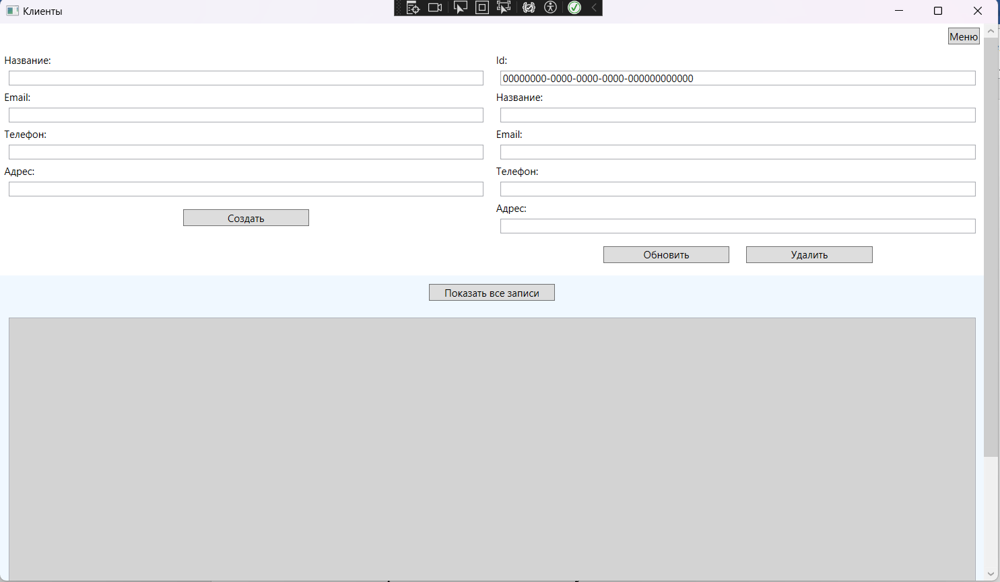 Клиенты
Меню
Название:
Email:
Телефон:
Адрес:
Создать
Id:
00000000-0000-0000-0000-000000000000
Название:
Email:
Телефон:
Адрес:
Обновить Удалить
Показать все записи